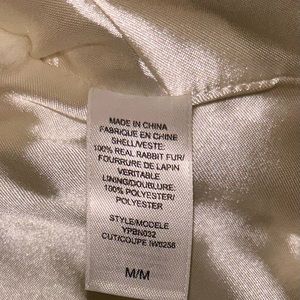 MADE IN CHINA
FABRIQUE EN CHINE
SHELL/VESTE:
100% REAL RABBIT FUR/
FOURRURE DE LAPIN
VERITABLE
LINING/DOUBLURE:
100% POLYESTER/
POLYESTER
STYLE/MODELE
YPBN032
CUT/COUPE IW8256
M/M